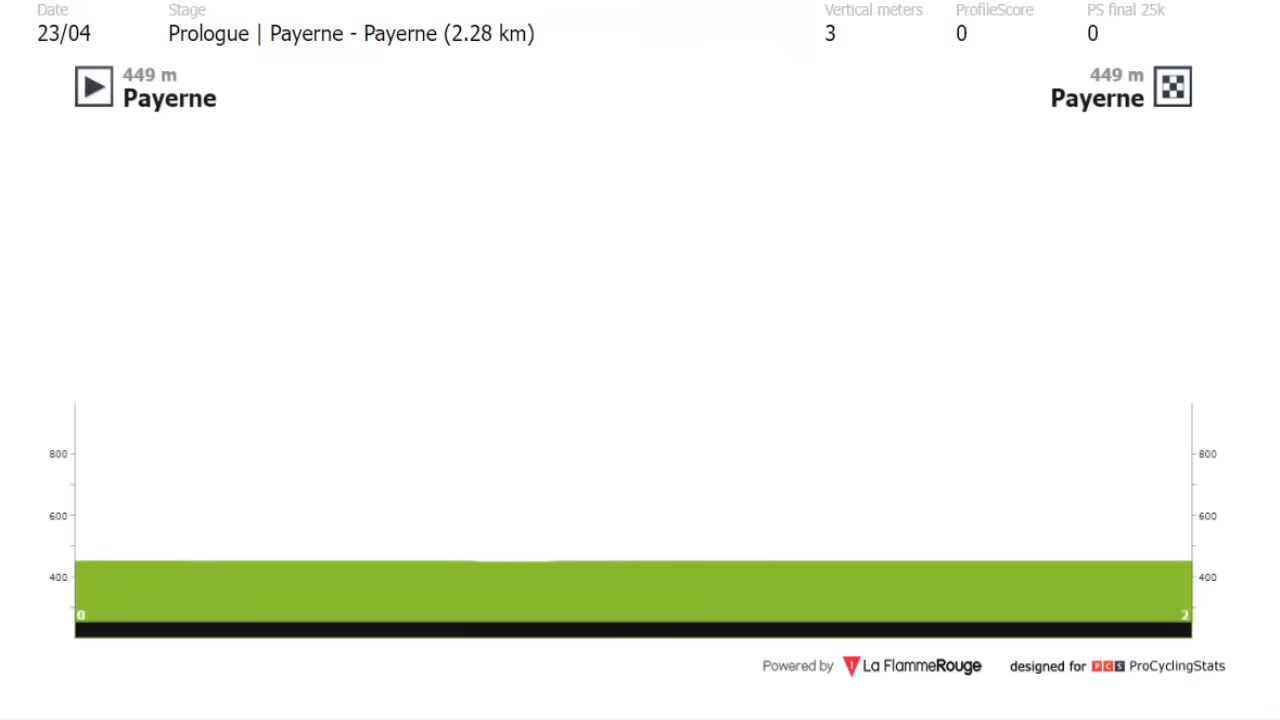 Date Stage Vertical meters ProfileScore PS final 25k
23/04 Prologue | Payerne - Payerne (2.28 km) 3 0 0
449 m 449 m
Payerne Payerne
800 800
600 600
400 400
0 2
Powered by La FlammeRouge designed for PCS ProCyclingStats